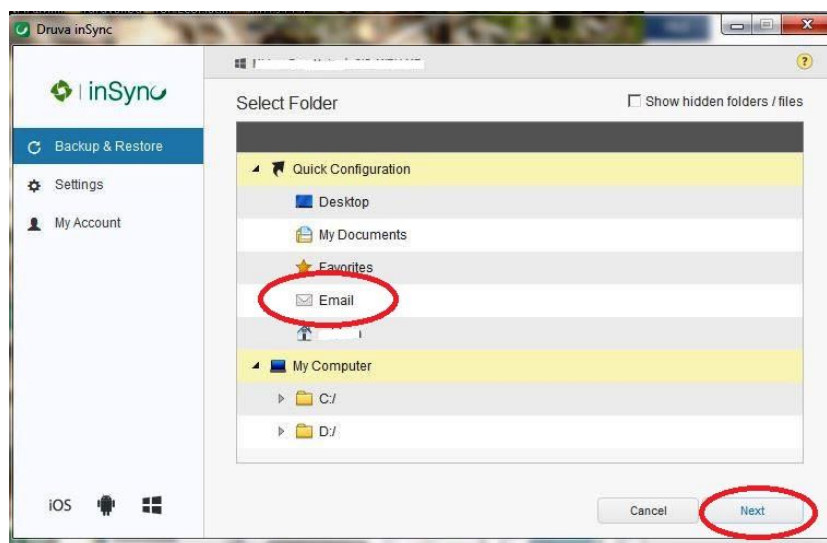 Druva inSync
inSync
Select Folder
Show hidden folders / files
Backup & Restore
Settings
My Account
Quick Configuration
Desktop
My Documents
Favorites
Email
My Computer
C:/
D:/
iOS
Cancel
Next